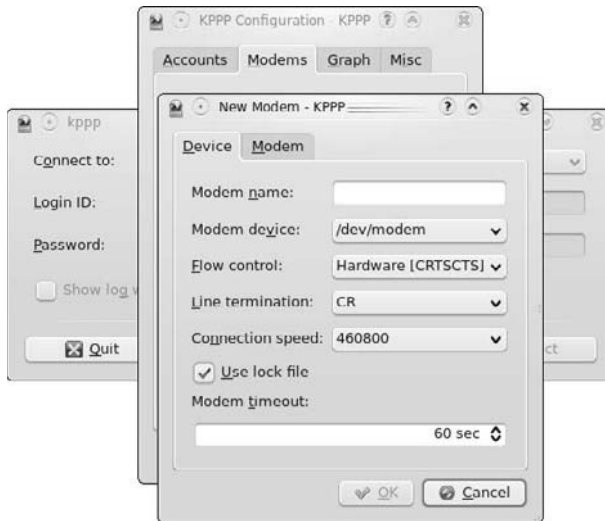 KPPP Configuration - KPPP
Accounts Modems Graph Misc
kppp
Connect to:
Login ID:
Password:
Show log
Quit
New Modem - KPPP
Device Modem
Modem name:
Modem device: /dev/modem
Flow control: Hardware [CRTSCTS]
Line termination: CR
Connection speed: 460800
Use lock file
Modem timeout:
60 sec
OK Cancel